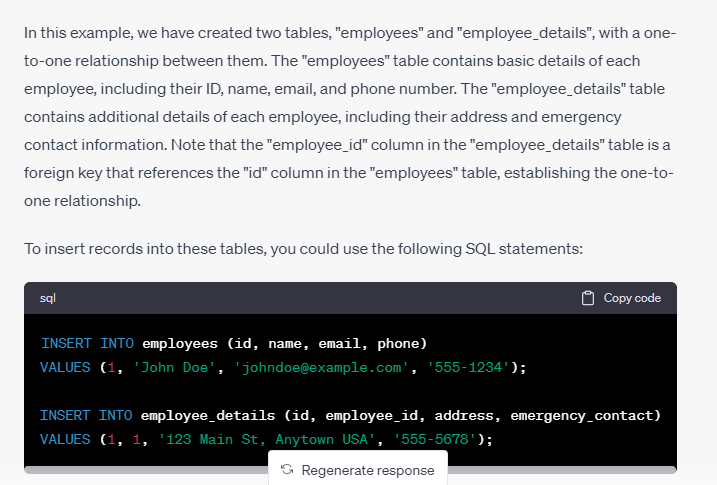 In this example, we have created two tables, "employees" and "employee_details", with a one-
to-one relationship between them. The "employees" table contains basic details of each
employee, including their ID, name, email, and phone number. The "employee_details" table
contains additional details of each employee, including their address and emergency
contact information. Note that the "employee_id" column in the "employee_details" table is a
foreign key that references the "id" column in the "employees" table, establishing the one-to-
one relationship.
To insert records into these tables, you could use the following SQL statements:
sql Copy code
INSERT INTO employees (id, name, email, phone)
VALUES (1, 'John Doe', 'johndoe@example.com', '555-1234');
INSERT INTO employee_details (id, employee_id, address, emergency_contact)
VALUES (1, 1, '123 Main St, Anytown USA', '555-5678');
Regenerate response